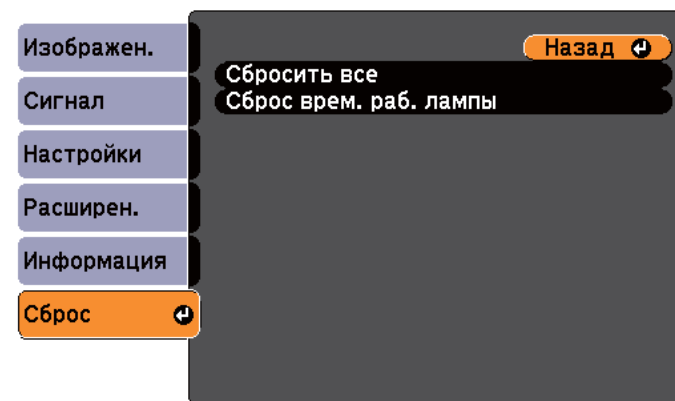 Изображен.
Сигнал
Настройки
Расширен.
Информация
Сброс
Назад
Сбросить все
Сброс врем. раб. лампы